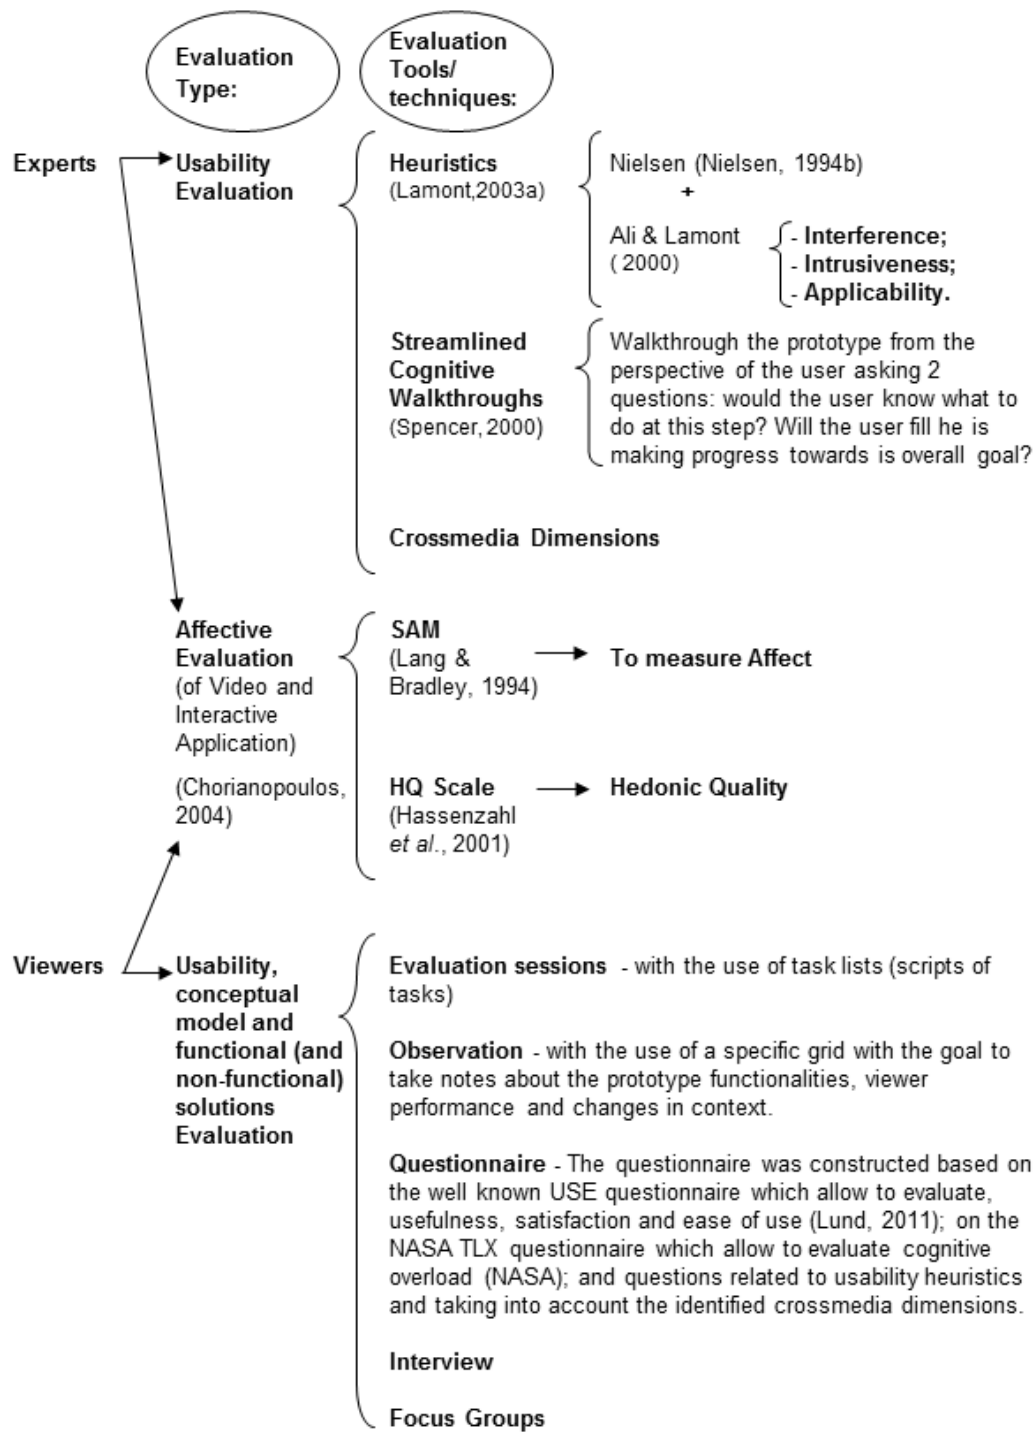 Evaluation
Type:
Evaluation
Tools/
techniques:
Experts
Usability
Evaluation
Heuristics
(Lamont,2003a)
Nielsen (Nielsen, 1994b)
+
Ali & Lamont
( 2000)
- Interference;
- Intrusiveness;
- Applicability.
Streamlined
Cognitive
Walkthroughs
(Spencer, 2000)
Walkthrough the prototype from the
perspective of the user asking 2
questions: would the user know what to
do at this step? Will the user fill he is
making progress towards is overall goal?
Crossmedia Dimensions
Affective
Evaluation
(of Video and
Interactive
Application)
(Chorianopoulos,
2004)
SAM
(Lang &
Bradley, 1994)
To measure Affect
HQ Scale
(Hassenzahl
et al., 2001)
Hedonic Quality
Viewers
Usability,
conceptual
model and
functional (and
non-functional)
solutions
Evaluation
Evaluation sessions - with the use of task lists (scripts of
tasks)
Observation - with the use of a specific grid with the goal to
take notes about the prototype functionalities, viewer
performance and changes in context.
Questionnaire - The questionnaire was constructed based on
the well known USE questionnaire which allow to evaluate,
usefulness, satisfaction and ease of use (Lund, 2011); on the
NASA TLX questionnaire which allow to evaluate cognitive
overload (NASA); and questions related to usability heuristics
and taking into account the identified crossmedia dimensions.
Interview
Focus Groups